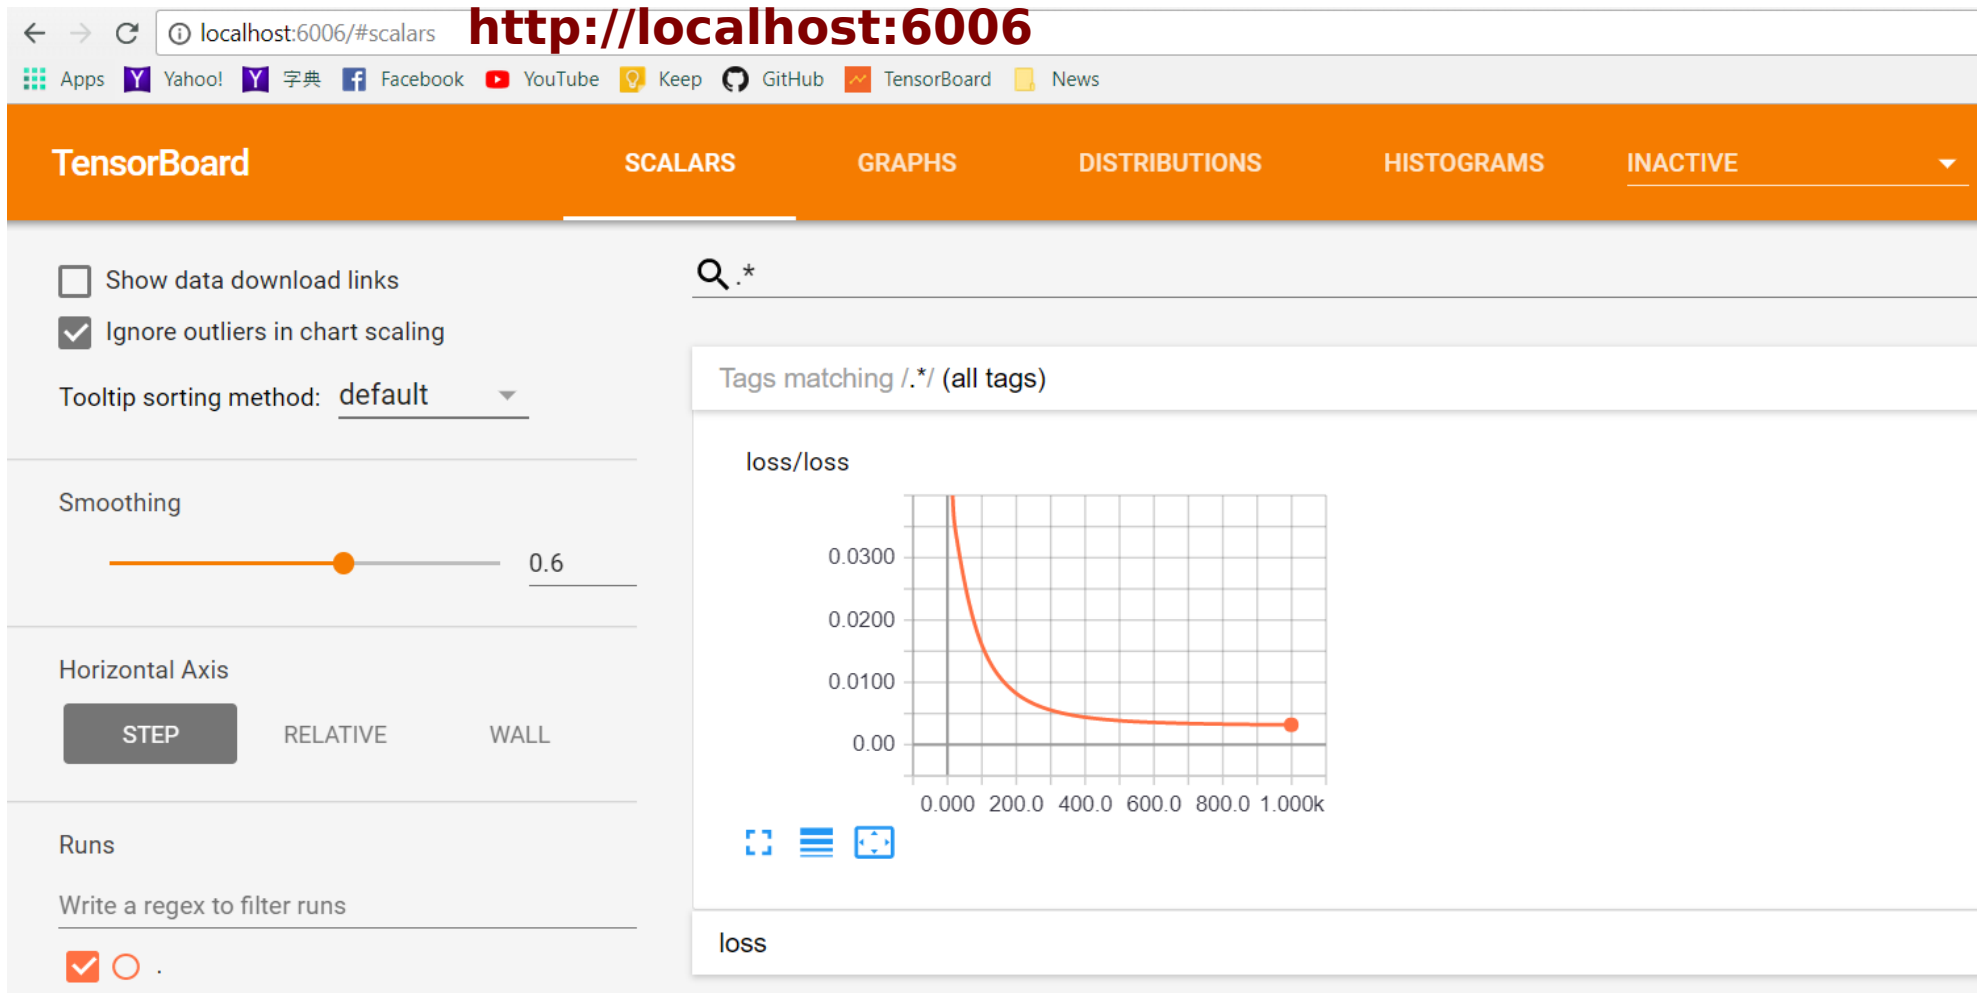 localhost:6006/#scalars http://localhost:6006
Apps Yahoo! 字典 Facebook YouTube Keep GitHub TensorBoard News
TensorBoard SCALARS GRAPHS DISTRIBUTIONS HISTOGRAMS INACTIVE
Show data download links
Ignore outliers in chart scaling
Tooltip sorting method: default
Smoothing
0.6
Horizontal Axis
STEP RELATIVE WALL
Runs
Write a regex to filter runs
.
.*
Tags matching /.*/ (all tags)
loss/loss
0.0300
0.0200
0.0100
0.00
0.000 200.0 400.0 600.0 800.0 1.000k
loss